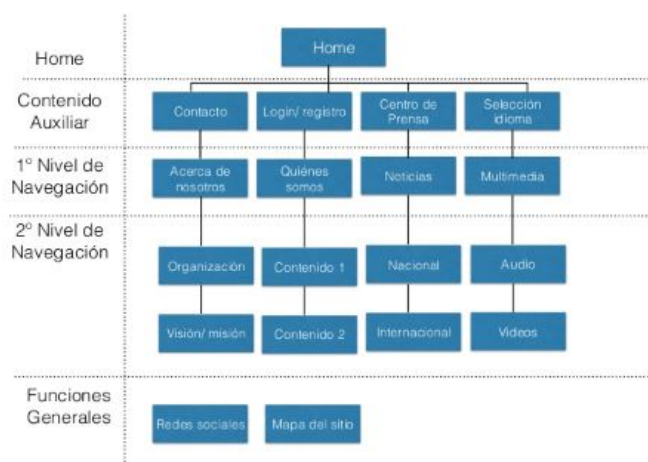 Home
Home
Contenido
Auxiliar
Contacto
Login/ registro
Centro de
Prensa
Selección
idioma
1º Nivel de
Navegación
Acerca de
nosotros
Quiénes
somos
Noticias
Multimedia
2º Nivel de
Navegación
Organización
Contenido 1
Nacional
Audio
Visión/ misión
Contenido 2
Internacional
Videos
Funciones
Generales
Redes sociales
Mapa del sitio